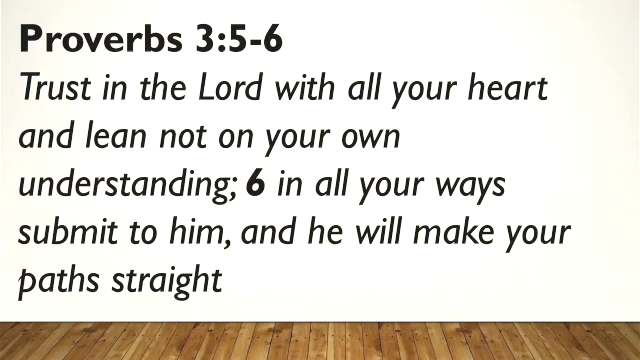 Proverbs 3:5-6
Trust in the Lord with all your heart
and lean not on your own
understanding; 6 in all your ways
submit to him, and he will make your
paths straight